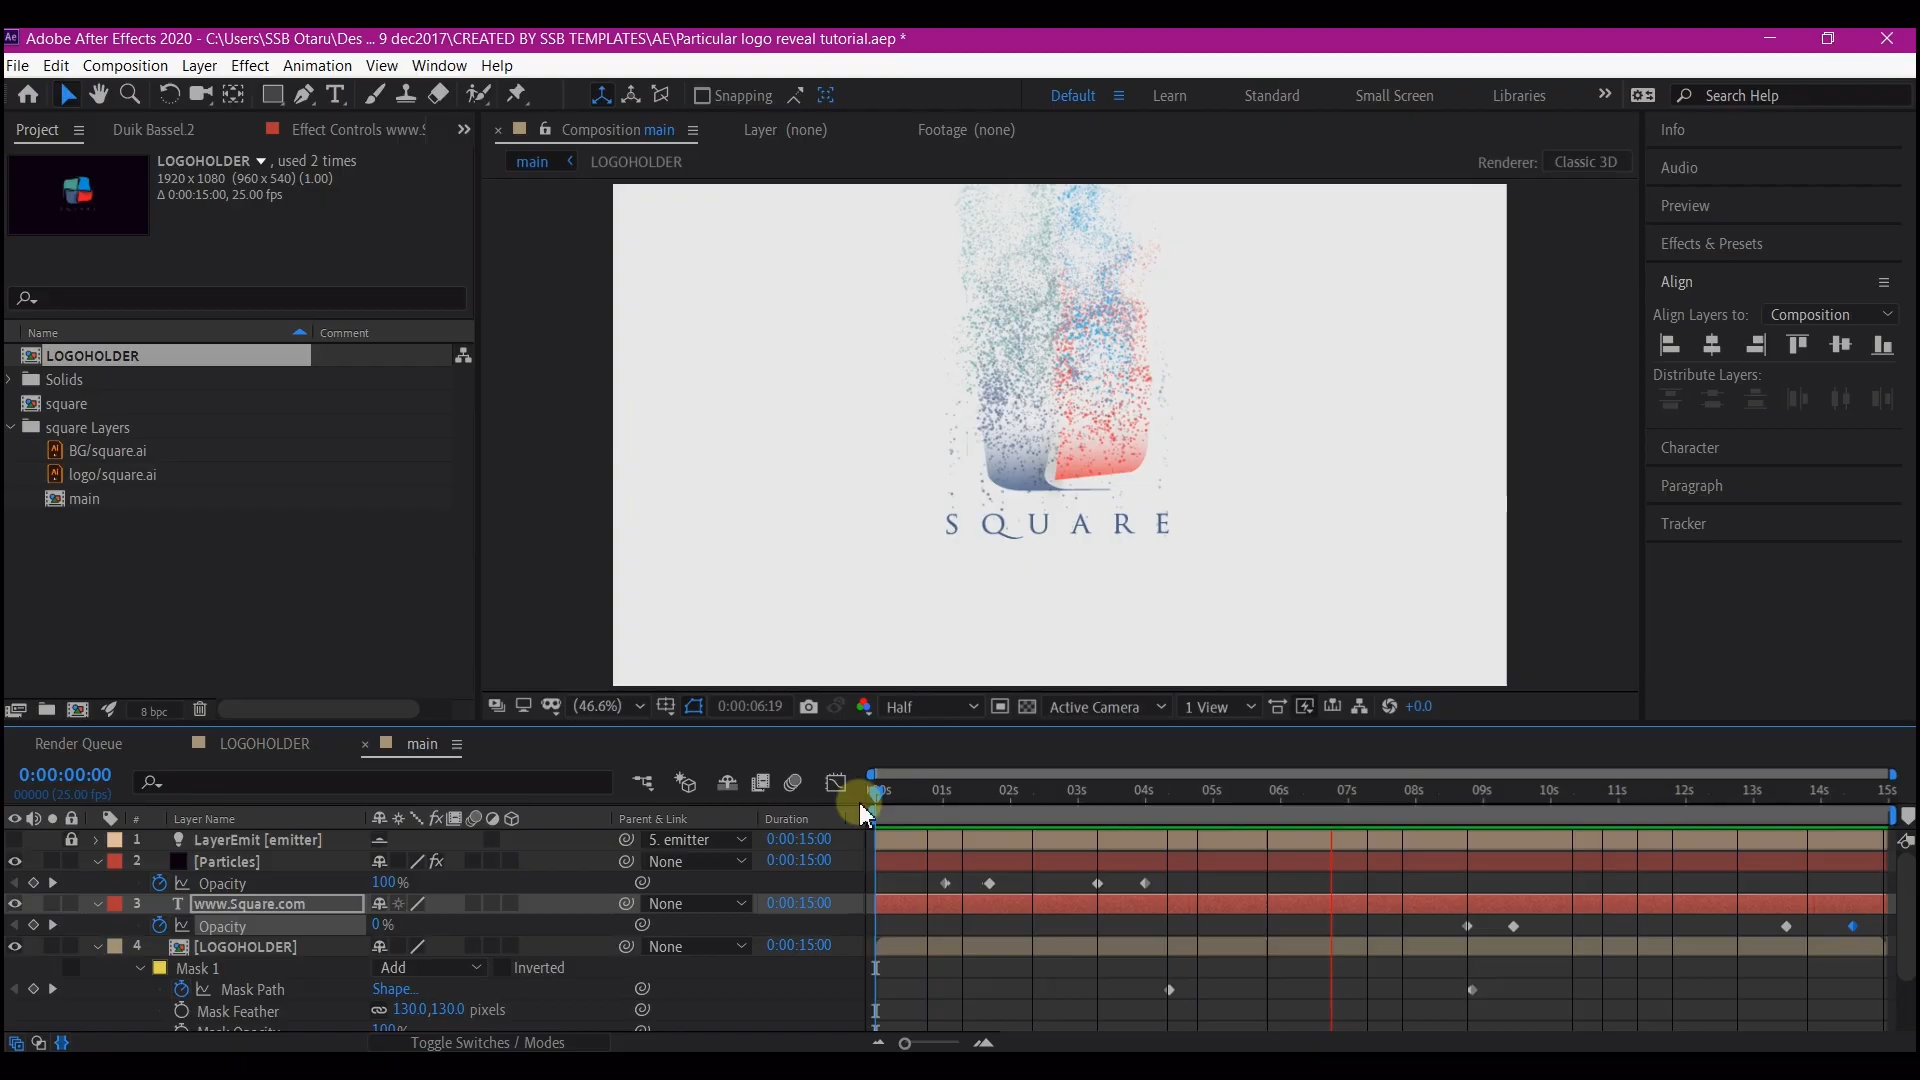 Ae Adobe After Effects 2020 - C:\Users\SSB Otaru\Des ... 9 dec2017\CREATED BY SSB TEMPLATES\AE\Particular logo reveal tutorial.aep *
File Edit Composition Layer Effect Animation View Window Help
Snapping Default Learn Standard Small Screen Libraries Search Help
Project Duik Bassel.2 Effect Controls www.S Composition main Layer (none) Footage (none) Info
LOGOHOLDER , used 2 times
1920 x 1080 (960 x 540) (1.00)
Δ 0:00:15:00, 25.00 fps
main LOGOHOLDER Renderer: Classic 3D
Audio
Preview
Effects & Presets
Align
Align Layers to: Composition
Distribute Layers:
Character
Paragraph
Tracker
Name Comment
LOGOHOLDER
Solids
square
square Layers
BG/square.ai
logo/square.ai
main
SQUARE
8 bpc
(46.6%) 0:00:06:19 Half Active Camera 1 View +0.0
Render Queue LOGOHOLDER main
0:00:00:00
00000 (25.00 fps)
01s 02s 03s 04s 05s 06s 07s 08s 09s 10s 11s 12s 13s 14s 15s
# Layer Name Parent & Link Duration
1 LayerEmit [emitter] 5. emitter 0:00:15:00
2 [Particles] None 0:00:15:00
Opacity 100%
3 T www.Square.com None 0:00:15:00
Opacity 0%
4 [LOGOHOLDER] None 0:00:15:00
Mask 1 Add Inverted
Mask Path Shape...
Mask Feather 130.0,130.0 pixels
Mask Opacity 100%
Toggle Switches / Modes